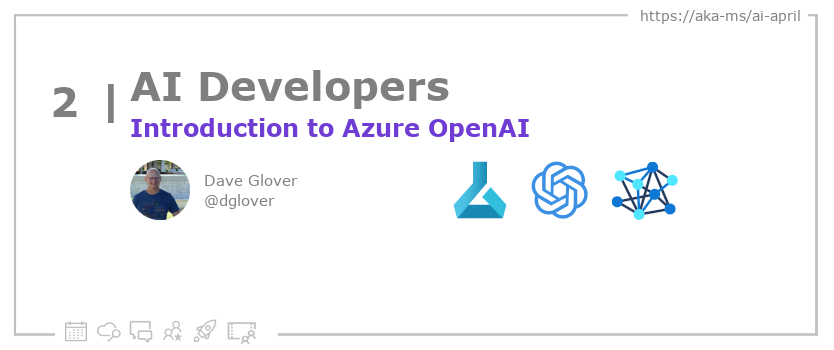 https://aka-ms/ai-april
2 | AI Developers
Introduction to Azure OpenAI
Dave Glover
@dglover